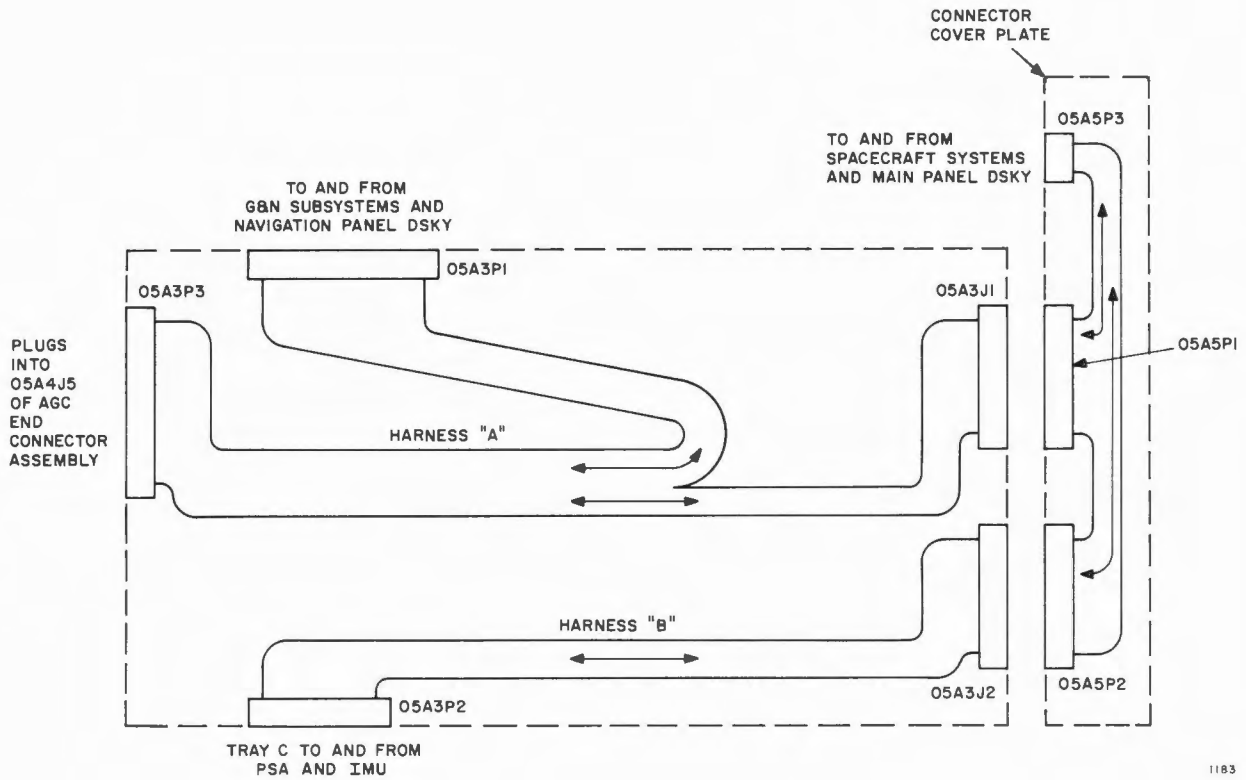 CONNECTOR
COVER PLATE
05A5P3
TO AND FROM
SPACECRAFT SYSTEMS
AND MAIN PANEL DSKY
TO AND FROM
G&N SUBSYSTEMS AND
NAVIGATION PANEL DSKY
05A3P1
05A3P3
05A3J1
PLUGS
INTO
05A4J5
OF AGC
END
CONNECTOR
ASSEMBLY
05A5P1
HARNESS "A"
HARNESS "B"
05A3P2
05A3J2
05A5P2
TRAY C TO AND FROM
PSA AND IMU
1183